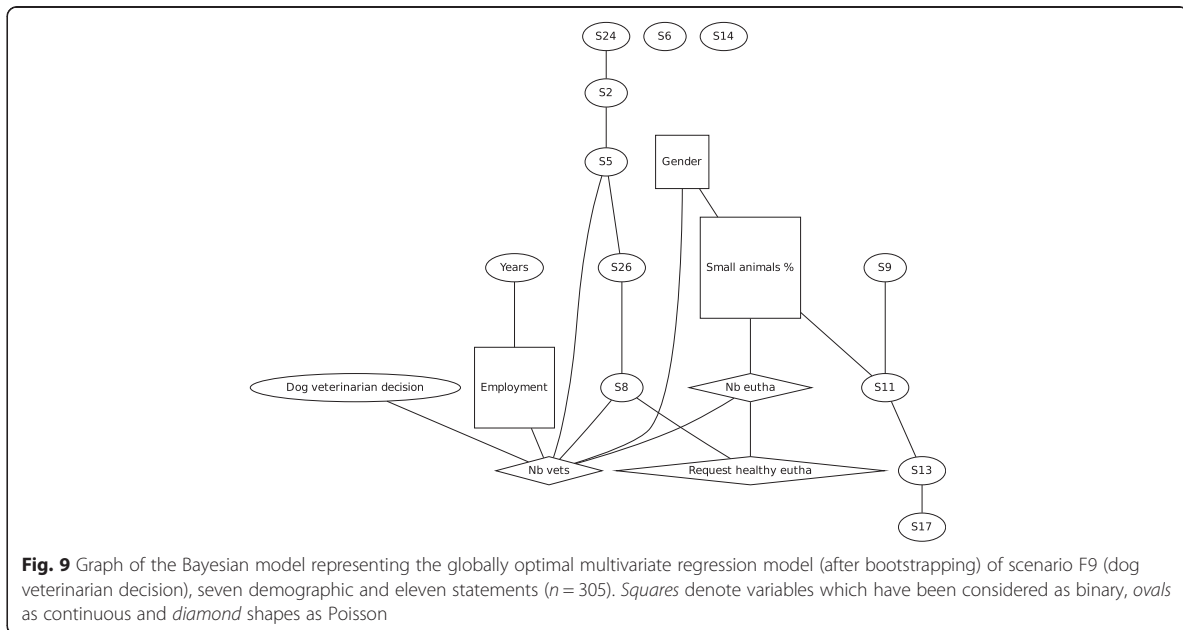 S24 S6 S14
S2
S5 Gender
Years S26 Small animals % S9
Dog veterinarian decision Employment S8 Nb eutha S11
Nb vets Request healthy eutha S13
S17
Fig. 9 Graph of the Bayesian model representing the globally optimal multivariate regression model (after bootstrapping) of scenario F9 (dog
veterinarian decision), seven demographic and eleven statements (n = 305). Squares denote variables which have been considered as binary, ovals
as continuous and diamond shapes as Poisson